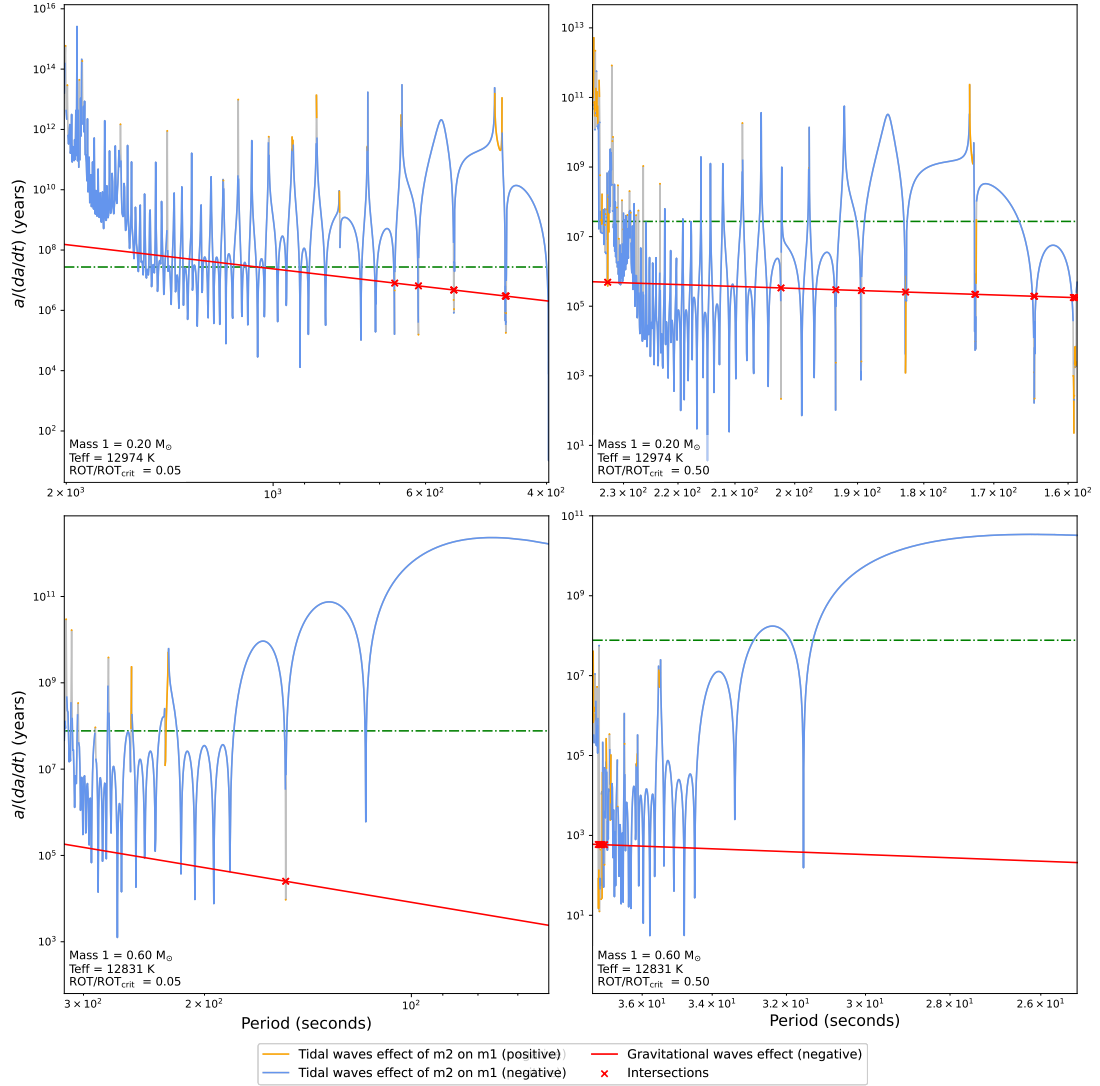 10^16
10^14
10^12
10^10
10^8
10^6
10^4
10^2
a/(da/dt) (years)
Mass 1 = 0.20 M⊙
Teff = 12974 K
ROT/ROT_crit = 0.05
2 × 10^3
10^3
6 × 10^2
4 × 10^2
10^13
10^11
10^9
10^7
10^5
10^3
10^1
Mass 1 = 0.20 M⊙
Teff = 12974 K
ROT/ROT_crit = 0.50
2.3 × 10^2
2.2 × 10^2
2.1 × 10^2
2 × 10^2
1.9 × 10^2
1.8 × 10^2
1.7 × 10^2
1.6 × 10^2
10^11
10^9
10^7
10^5
10^3
a/(da/dt) (years)
Mass 1 = 0.60 M⊙
Teff = 12831 K
ROT/ROT_crit = 0.05
3 × 10^2
2 × 10^2
10^2
Period (seconds)
10^11
10^9
10^7
10^5
10^3
10^1
Mass 1 = 0.60 M⊙
Teff = 12831 K
ROT/ROT_crit = 0.50
3.6 × 10^1
3.4 × 10^1
3.2 × 10^1
3 × 10^1
2.8 × 10^1
2.6 × 10^1
Period (seconds)
Tidal waves effect of m2 on m1 (positive)
Tidal waves effect of m2 on m1 (negative)
Gravitational waves effect (negative)
Intersections